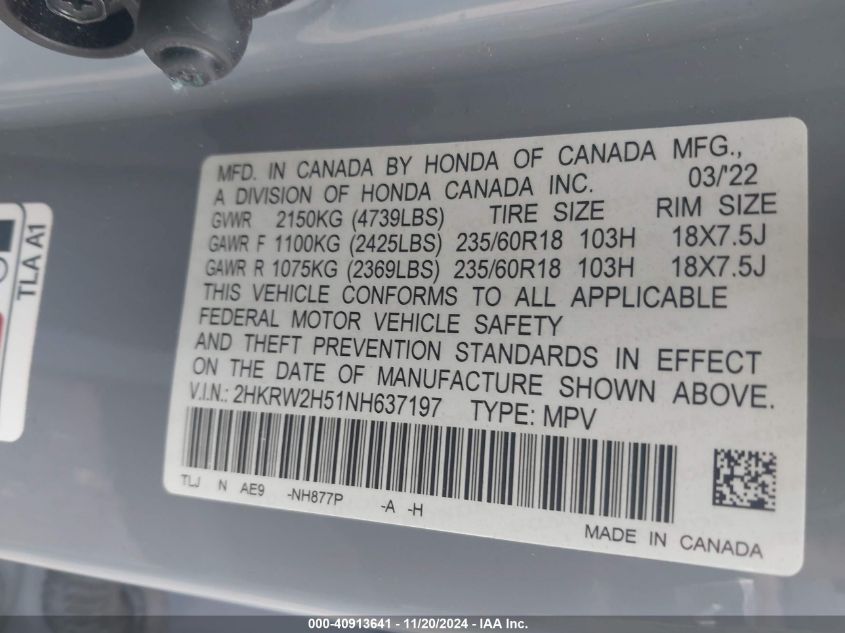 MFD. IN CANADA BY HONDA OF CANADA MFG.,
A DIVISION OF HONDA CANADA INC. 03/'22
GVWR 2150KG (4739LBS) TIRE SIZE RIM SIZE
GAWR F 1100KG (2425LBS) 235/60R18 103H 18X7.5J
GAWR R 1075KG (2369LBS) 235/60R18 103H 18X7.5J
THIS VEHICLE CONFORMS TO ALL APPLICABLE
FEDERAL MOTOR VEHICLE SAFETY
AND THEFT PREVENTION STANDARDS IN EFFECT
ON THE DATE OF MANUFACTURE SHOWN ABOVE.
V.I.N.: 2HKRW2H51NH637197 TYPE: MPV
TLJ N AE9 -NH877P -A -H
MADE IN CANADA
TLA A1
000-40913641 - 11/20/2024 - IAA Inc.